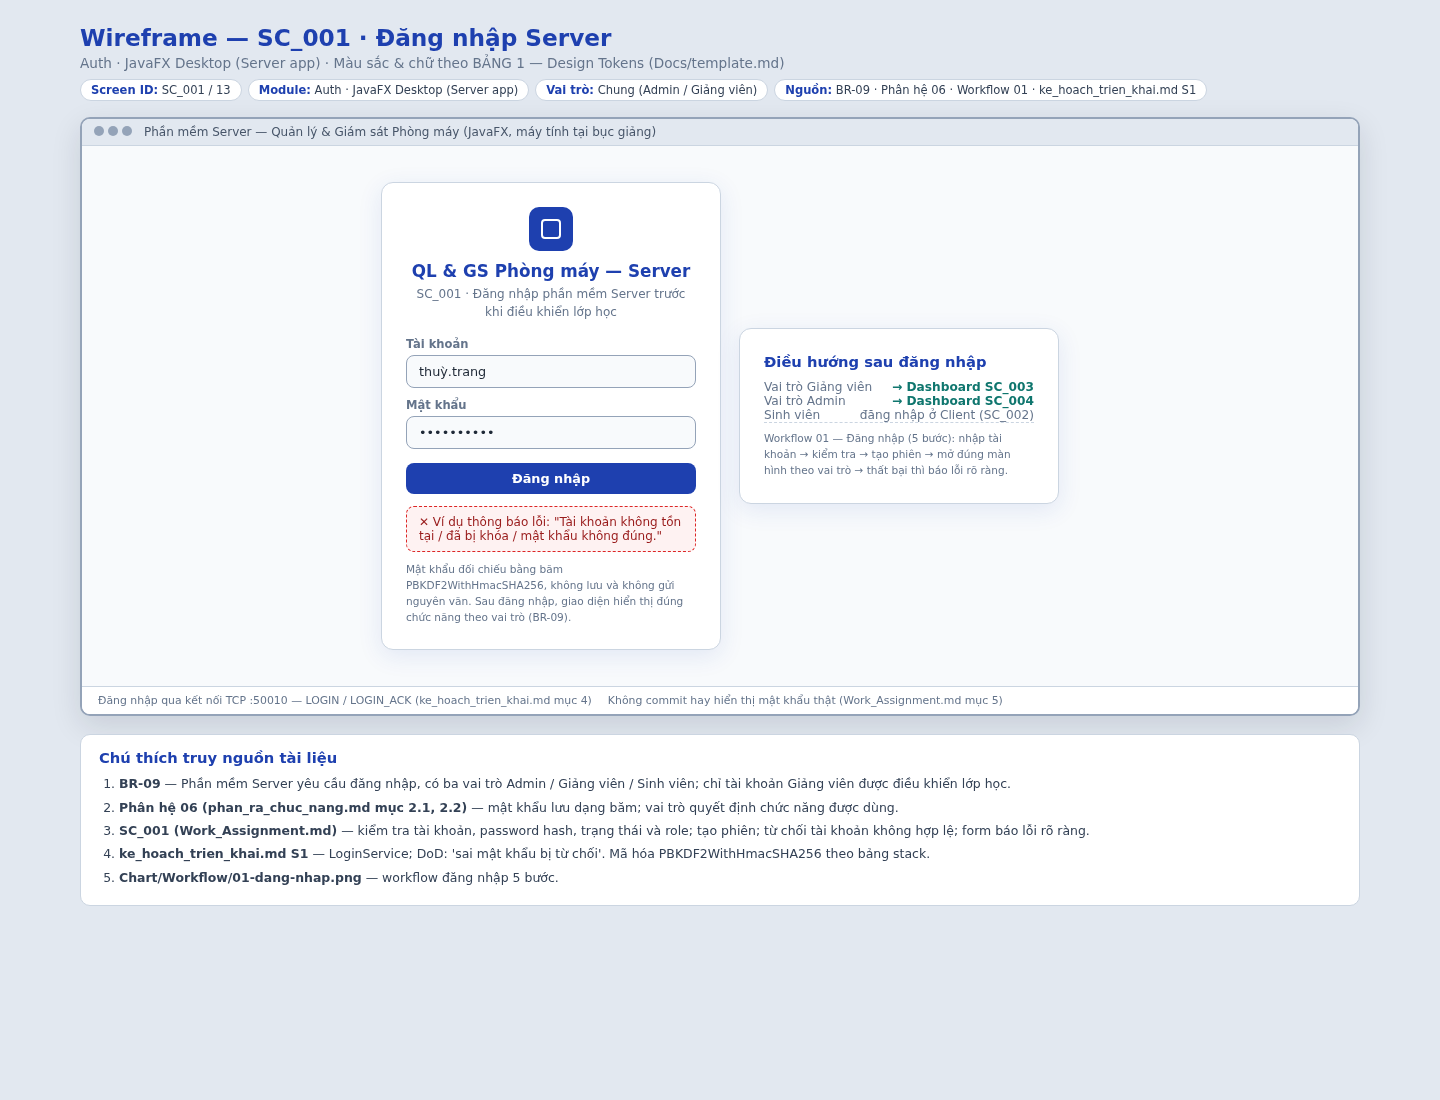 Wireframe — SC_001 · Đăng nhập Server
Auth · JavaFX Desktop (Server app) · Màu sắc & chữ theo BẢNG 1 — Design Tokens (Docs/template.md)
Screen ID: SC_001 / 13
Module: Auth · JavaFX Desktop (Server app)
Vai trò: Chung (Admin / Giảng viên)
Nguồn: BR-09 · Phân hệ 06 · Workflow 01 · ke_hoach_trien_khai.md S1
Phần mềm Server — Quản lý & Giám sát Phòng máy (JavaFX, máy tính tại bục giảng)
QL & GS Phòng máy — Server
SC_001 · Đăng nhập phần mềm Server trước
khi điều khiển lớp học
Tài khoản
thuỳ.trang
Mật khẩu
••••••••••
Đăng nhập
✕ Ví dụ thông báo lỗi: "Tài khoản không tồn
tại / đã bị khóa / mật khẩu không đúng."
Mật khẩu đối chiếu bằng băm
PBKDF2WithHmacSHA256, không lưu và không gửi
nguyên văn. Sau đăng nhập, giao diện hiển thị đúng
chức năng theo vai trò (BR-09).
Điều hướng sau đăng nhập
Vai trò Giảng viên → Dashboard SC_003
Vai trò Admin → Dashboard SC_004
Sinh viên đăng nhập ở Client (SC_002)
Workflow 01 — Đăng nhập (5 bước): nhập tài
khoản → kiểm tra → tạo phiên → mở đúng màn
hình theo vai trò → thất bại thì báo lỗi rõ ràng.
Đăng nhập qua kết nối TCP :50010 — LOGIN / LOGIN_ACK (ke_hoach_trien_khai.md mục 4)
Không commit hay hiển thị mật khẩu thật (Work_Assignment.md mục 5)
Chú thích truy nguồn tài liệu
1. BR-09 — Phần mềm Server yêu cầu đăng nhập, có ba vai trò Admin / Giảng viên / Sinh viên; chỉ tài khoản Giảng viên được điều khiển lớp học.
2. Phân hệ 06 (phan_ra_chuc_nang.md mục 2.1, 2.2) — mật khẩu lưu dạng băm; vai trò quyết định chức năng được dùng.
3. SC_001 (Work_Assignment.md) — kiểm tra tài khoản, password hash, trạng thái và role; tạo phiên; từ chối tài khoản không hợp lệ; form báo lỗi rõ ràng.
4. ke_hoach_trien_khai.md S1 — LoginService; DoD: 'sai mật khẩu bị từ chối'. Mã hóa PBKDF2WithHmacSHA256 theo bảng stack.
5. Chart/Workflow/01-dang-nhap.png — workflow đăng nhập 5 bước.